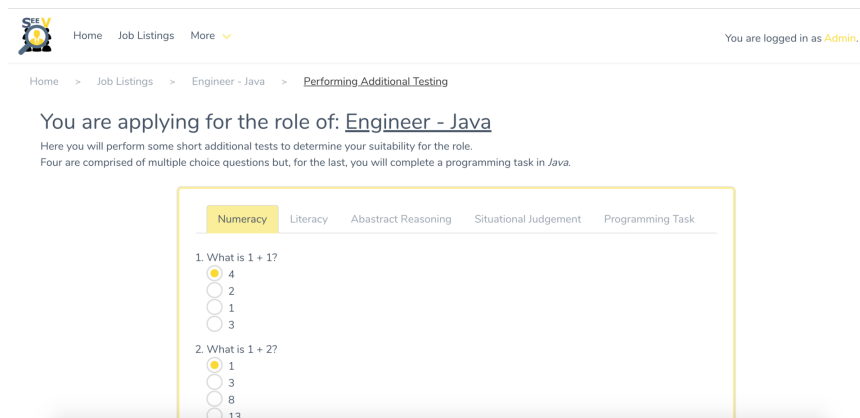 SEE V
Home Job Listings More
You are logged in as Admin.
Home > Job Listings > Engineer - Java > Performing Additional Testing
You are applying for the role of: Engineer - Java
Here you will perform some short additional tests to determine your suitability for the role.
Four are comprised of multiple choice questions but, for the last, you will complete a programming task in Java.
Numeracy Literacy Abastract Reasoning Situational Judgement Programming Task
1. What is 1 + 1?
4
2
1
3
2. What is 1 + 2?
1
3
8
13